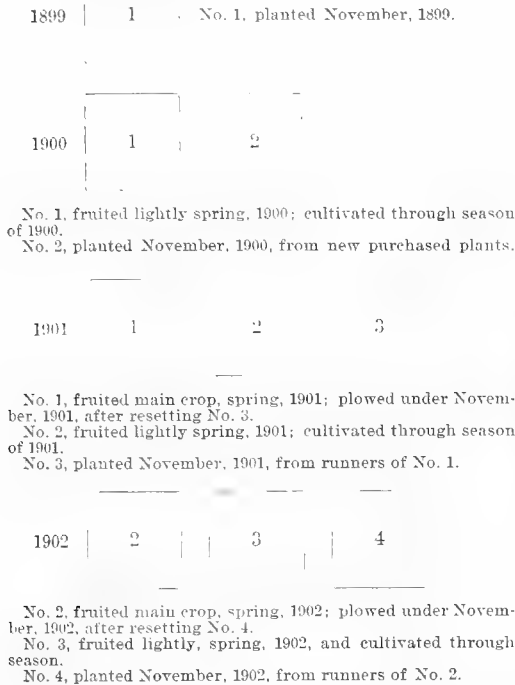 1899 1 No. 1, planted November, 1899.
1900 1 2
No. 1, fruited lightly spring, 1900; cultivated through season
of 1900.
No. 2, planted November, 1900, from new purchased plants.
1901 1 2 3
No. 1, fruited main crop, spring, 1901; plowed under Novem-
ber, 1901, after resetting No. 3.
No. 2, fruited lightly spring, 1901; cultivated through season
of 1901.
No. 3, planted November, 1901, from runners of No. 1.
1902 2 3 4
No. 2, fruited main crop, spring, 1902; plowed under Novem-
ber, 1902, after resetting No. 4.
No. 3, fruited lightly, spring, 1902, and cultivated through
season.
No. 4, planted November, 1902, from runners of No. 2.